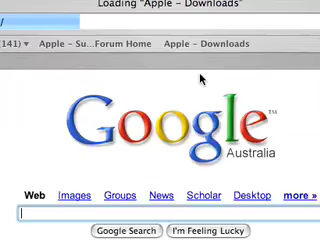 Loading "Apple - Downloads"
/
(141) Apple - Su...Forum Home Apple - Downloads
Google™
Australia
Web Images Groups News Scholar Desktop more »
Google Search I'm Feeling Lucky